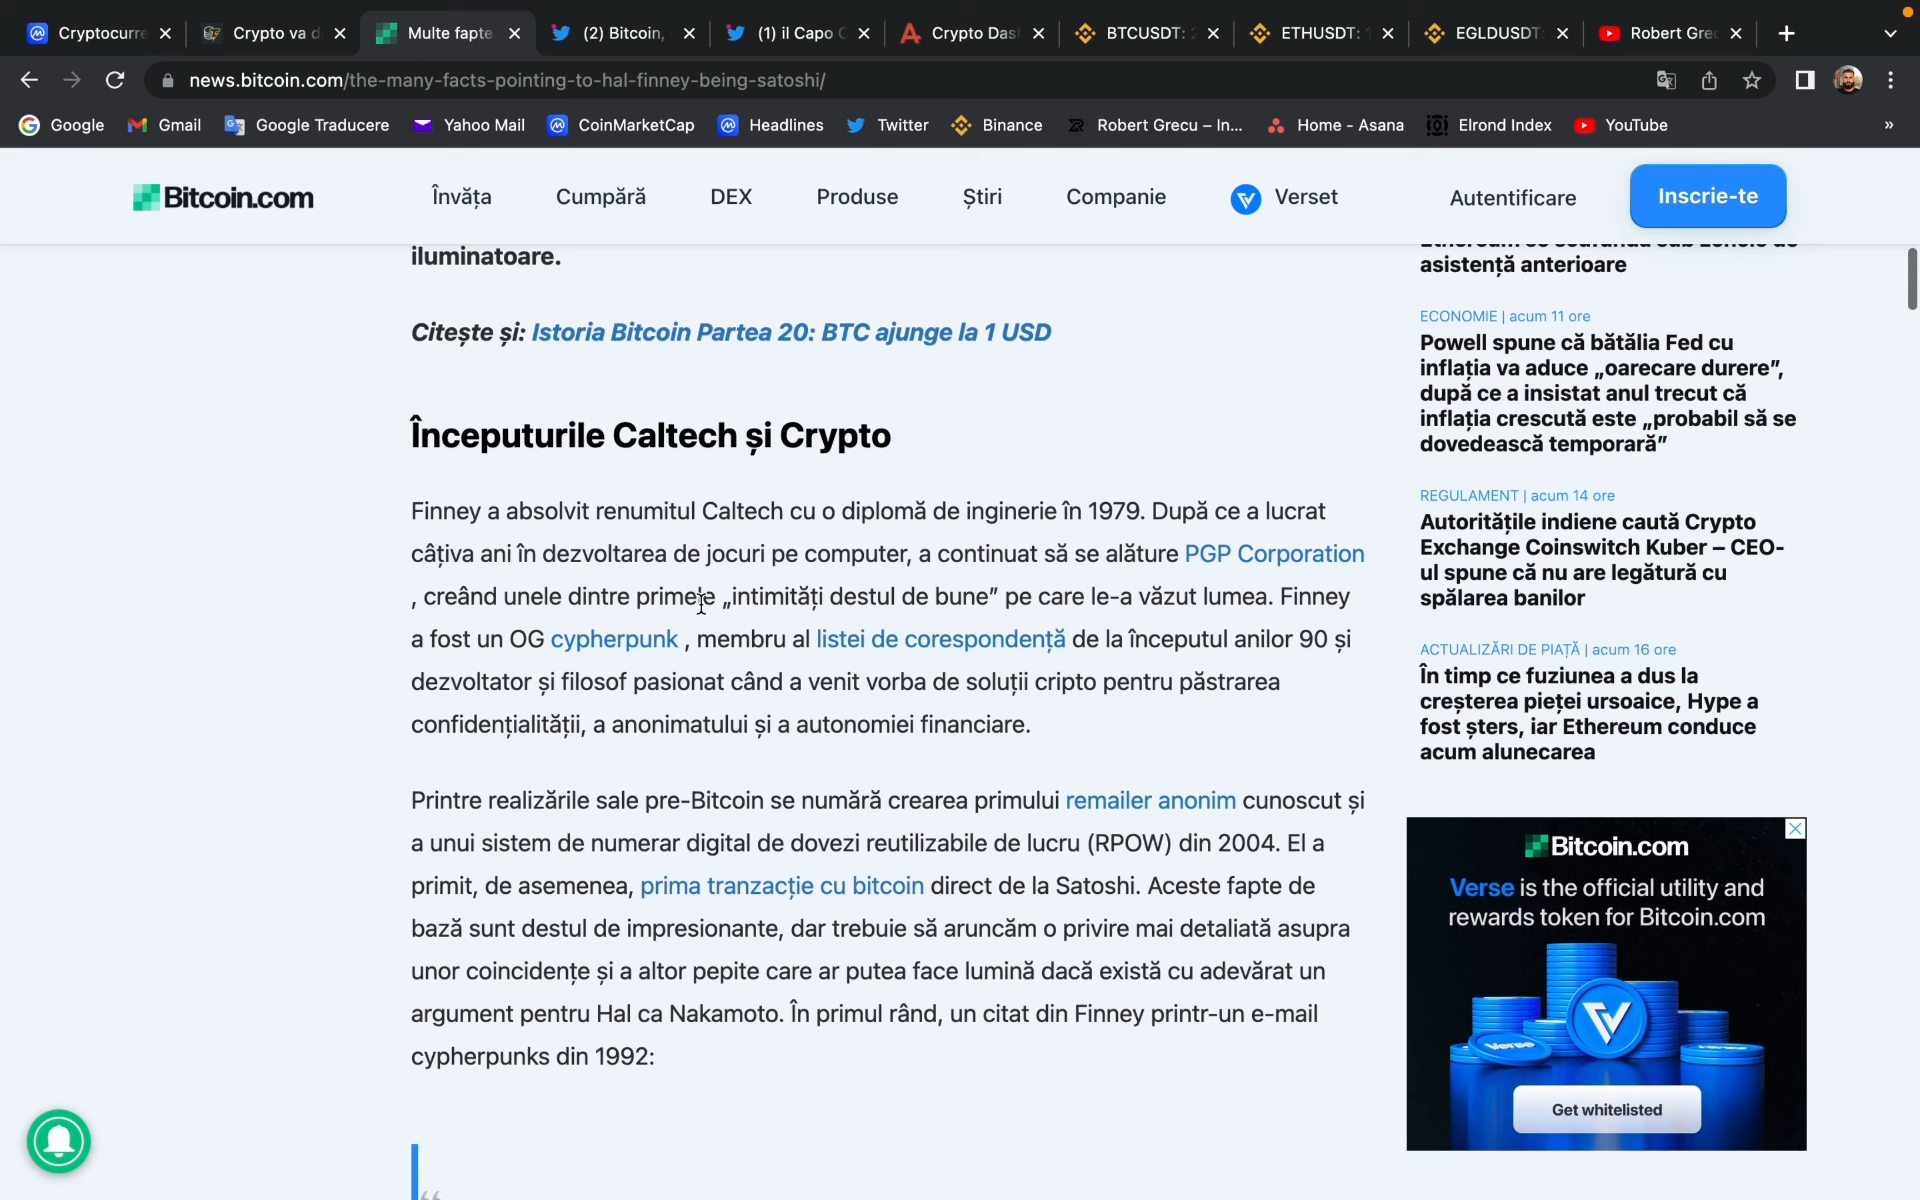 Cryptocurre
Crypto va d
Multe fapte
(2) Bitcoin,
(1) il Capo
Crypto Das
BTCUSDT:
ETHUSDT:
EGLDUSDT:
Robert Gre
news.bitcoin.com/the-many-facts-pointing-to-hal-finney-being-satoshi/
Google
Gmail
Google Traducere
Yahoo Mail
CoinMarketCap
Headlines
Twitter
Binance
Robert Grecu – In...
Home - Asana
Elrond Index
YouTube
»
Bitcoin.com
Învăța
Cumpără
DEX
Produse
Știri
Companie
Verset
Autentificare
Inscrie-te
iluminatoare.
Citește și: Istoria Bitcoin Partea 20: BTC ajunge la 1 USD
Începuturile Caltech și Crypto
Finney a absolvit renumitul Caltech cu o diplomă de inginerie în 1979. După ce a lucrat
câțiva ani în dezvoltarea de jocuri pe computer, a continuat să se alăture PGP Corporation
, creând unele dintre primele „intimități destul de bune” pe care le-a văzut lumea. Finney
a fost un OG cypherpunk , membru al listei de corespondență de la începutul anilor 90 și
dezvoltator și filosof pasionat când a venit vorba de soluții cripto pentru păstrarea
confidențialității, a anonimatului și a autonomiei financiare.
Printre realizările sale pre-Bitcoin se numără crearea primului remailer anonim cunoscut și
a unui sistem de numerar digital de dovezi reutilizabile de lucru (RPOW) din 2004. El a
primit, de asemenea, prima tranzacție cu bitcoin direct de la Satoshi. Aceste fapte de
bază sunt destul de impresionante, dar trebuie să aruncăm o privire mai detaliată asupra
unor coincidențe și a altor pepite care ar putea face lumină dacă există cu adevărat un
argument pentru Hal ca Nakamoto. În primul rând, un citat din Finney printr-un e-mail
cypherpunks din 1992:
“
asistență anterioare
ECONOMIE | acum 11 ore
Powell spune că bătălia Fed cu
inflația va aduce „oarecare durere”,
după ce a insistat anul trecut că
inflația crescută este „probabil să se
dovedească temporară”
REGULAMENT | acum 14 ore
Autoritățile indiene caută Crypto
Exchange Coinswitch Kuber – CEO-
ul spune că nu are legătură cu
spălarea banilor
ACTUALIZĂRI DE PIAȚĂ | acum 16 ore
În timp ce fuziunea a dus la
creșterea pieței ursoaice, Hype a
fost șters, iar Ethereum conduce
acum alunecarea
Bitcoin.com
Verse is the official utility and
rewards token for Bitcoin.com
Verse
Get whitelisted